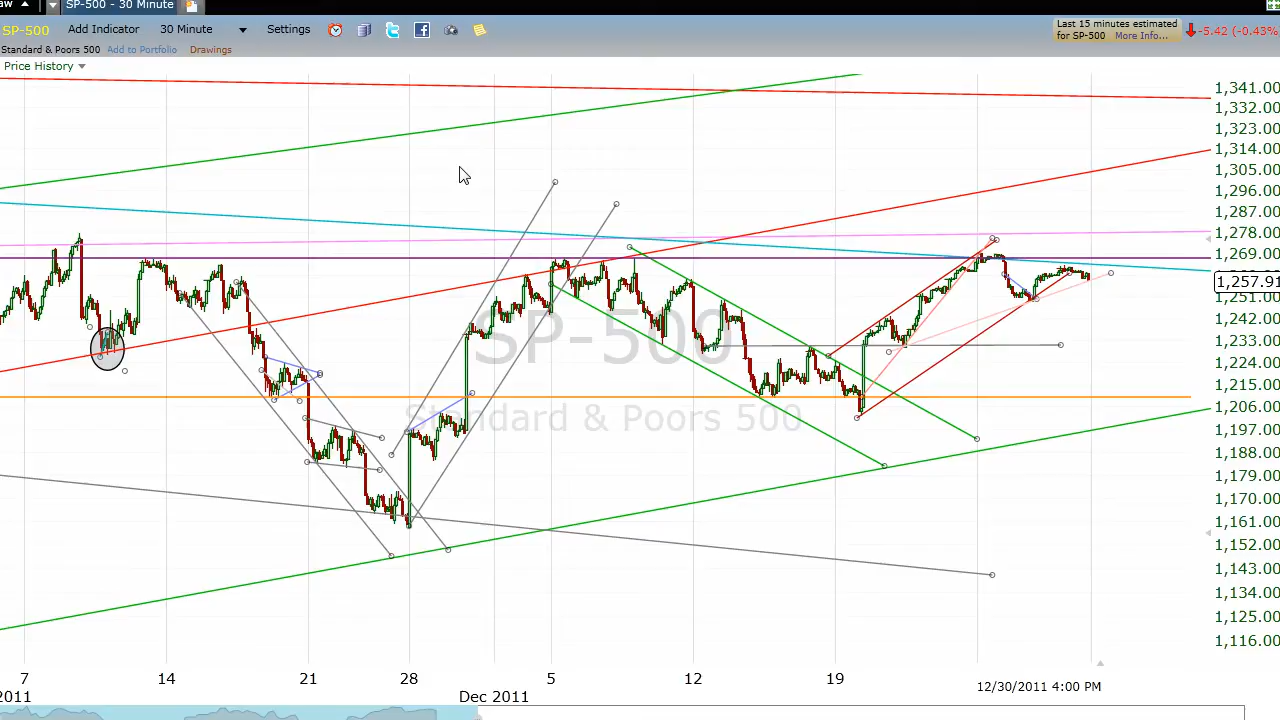 aw SP-500 - 30 Minute
SP-500 Add Indicator 30 Minute Settings Last 15 minutes estimated -5.42 (-0.43%)
for SP-500 More Info...
Standard & Poors 500 Add to Portfolio Drawings
Price History
1,341.00
1,332.00
1,323.00
1,314.00
1,305.00
1,296.00
1,287.00
1,278.00
1,269.00
1,257.91
1,251.00
1,242.00
1,233.00
1,224.00
1,215.00
1,206.00
1,197.00
1,188.00
1,179.00
1,170.00
1,161.00
1,152.00
1,143.00
1,134.00
1,125.00
1,116.00
SP-500
Standard & Poors 500
7 14 21 28 5 12 19 12/30/2011 4:00 PM
2011 Dec 2011